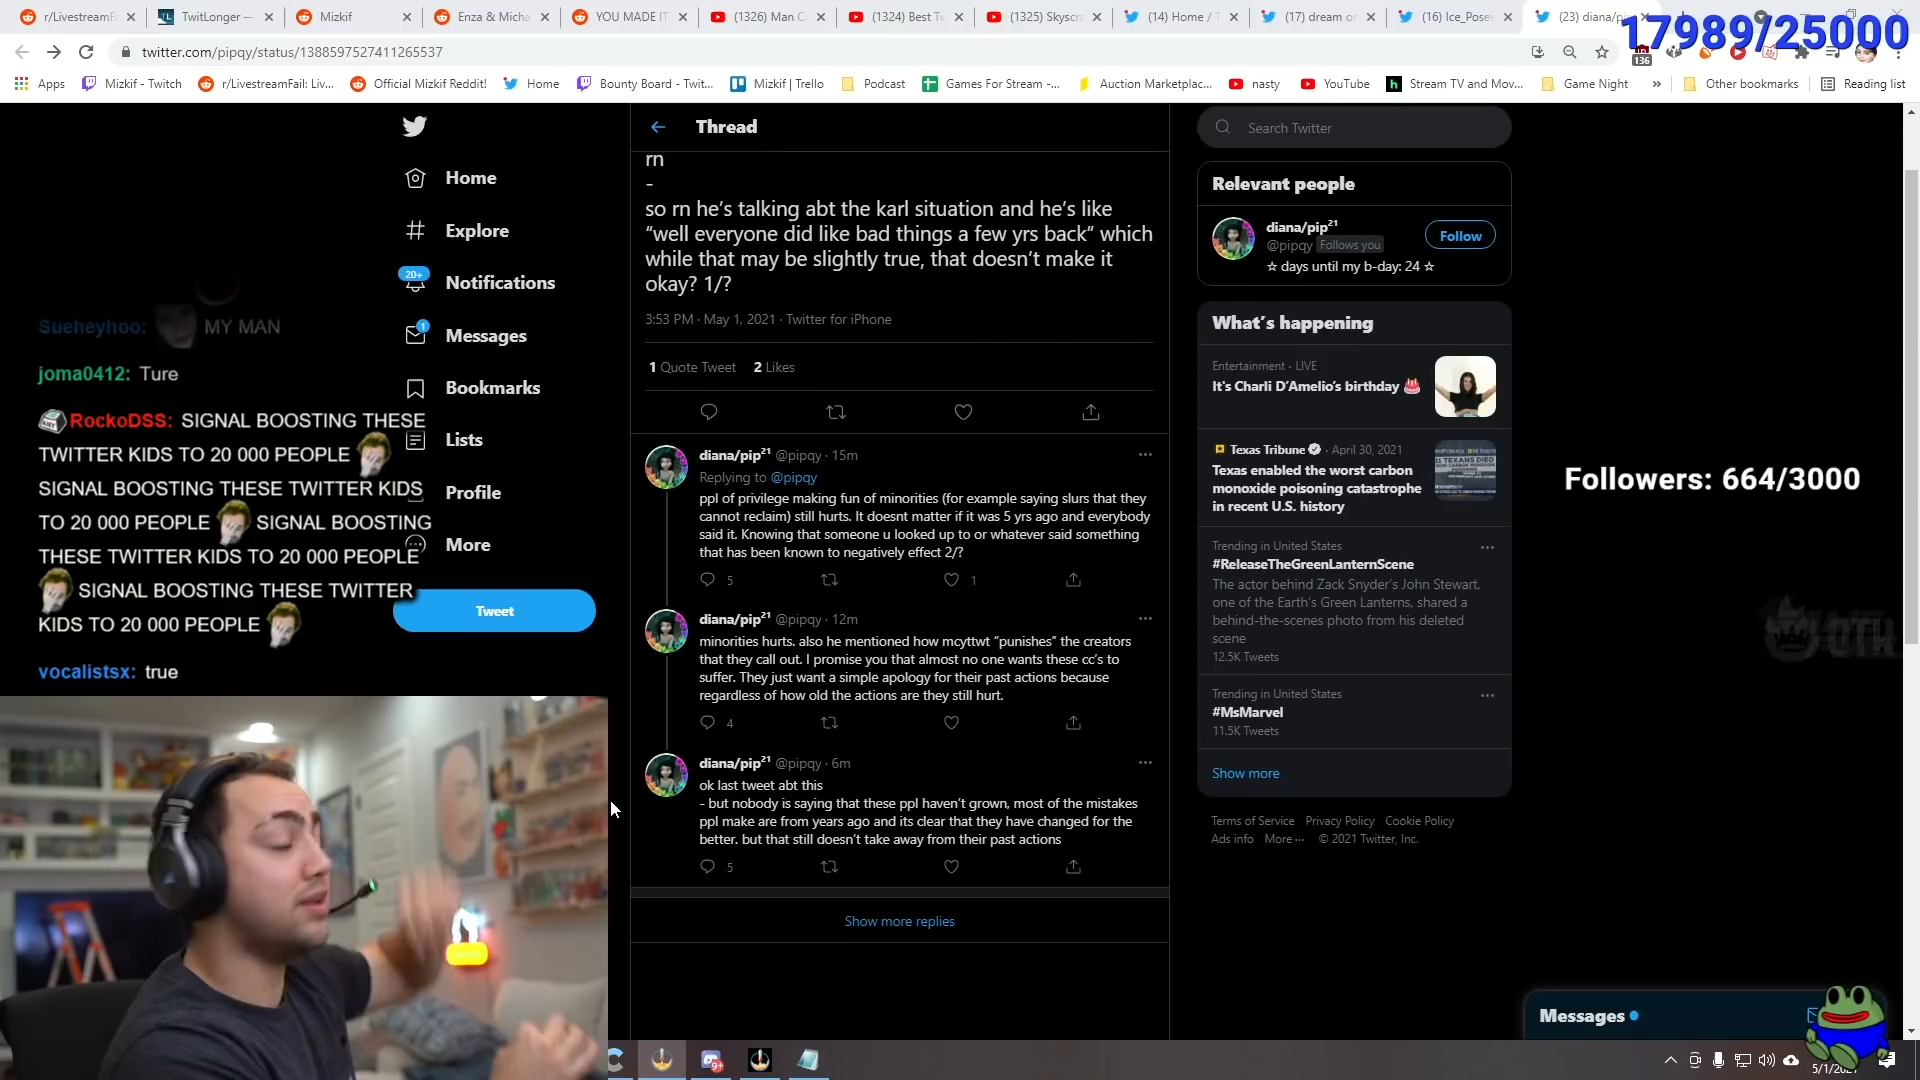 r/LivestreamF
TwitLonger —
Mizkif
Enza & Micha
YOU MADE IT
(1326) Man C
(1324) Best Tw
(1325) Skyscra
(14) Home / T
(17) dream on
(16) Ice_Posei
(23) diana/pi
17989/25000
twitter.com/pipqy/status/1388597527411265537
136
Apps
Mizkif - Twitch
r/LivestreamFail: Liv...
Official Mizkif Reddit!
Home
Bounty Board - Twit...
Mizkif | Trello
Podcast
Games For Stream -...
Auction Marketplac...
nasty
YouTube
Stream TV and Mov...
Game Night
»
Other bookmarks
Reading list
Home
Explore
20+
Notifications
1
Messages
Bookmarks
Lists
Profile
More
Tweet
Sueheyhoo: MY MAN
joma0412: Ture
RockoDSS: SIGNAL BOOSTING THESE
TWITTER KIDS TO 20 000 PEOPLE
SIGNAL BOOSTING THESE TWITTER KIDS
TO 20 000 PEOPLE SIGNAL BOOSTING
THESE TWITTER KIDS TO 20 000 PEOPLE
SIGNAL BOOSTING THESE TWITTER
KIDS TO 20 000 PEOPLE
vocalistsx: true
Thread
rn
-
so rn he's talking abt the karl situation and he's like
“well everyone did like bad things a few yrs back” which
while that may be slightly true, that doesn't make it
okay? 1/?
3:53 PM · May 1, 2021 · Twitter for iPhone
1 Quote Tweet 2 Likes
diana/pip²¹ @pipqy · 15m
Replying to @pipqy
ppl of privilege making fun of minorities (for example saying slurs that they
cannot reclaim) still hurts. It doesnt matter if it was 5 yrs ago and everybody
said it. Knowing that someone u looked up to or whatever said something
that has been known to negatively effect 2/?
5 1
diana/pip²¹ @pipqy · 12m
minorities hurts. also he mentioned how mcyttwt “punishes” the creators
that they call out. I promise you that almost no one wants these cc's to
suffer. They just want a simple apology for their past actions because
regardless of how old the actions are they still hurt.
4
diana/pip²¹ @pipqy · 6m
ok last tweet abt this
- but nobody is saying that these ppl haven't grown, most of the mistakes
ppl make are from years ago and its clear that they have changed for the
better. but that still doesn't take away from their past actions
5
Show more replies
Search Twitter
Relevant people
diana/pip²¹
@pipqy Follows you
Follow
☆ days until my b-day: 24 ☆
What's happening
Entertainment · LIVE
It's Charli D'Amelio's birthday 🎂
Texas Tribune · April 30, 2021
Texas enabled the worst carbon
monoxide poisoning catastrophe
in recent U.S. history
Trending in United States
#ReleaseTheGreenLanternScene
The actor behind Zack Snyder's John Stewart,
one of the Earth's Green Lanterns, shared a
behind-the-scenes photo from his deleted
scene
12.5K Tweets
Trending in United States
#MsMarvel
11.5K Tweets
Show more
Terms of Service Privacy Policy Cookie Policy
Ads info More ··· © 2021 Twitter, Inc.
Followers: 664/3000
OTK
Messages
9+